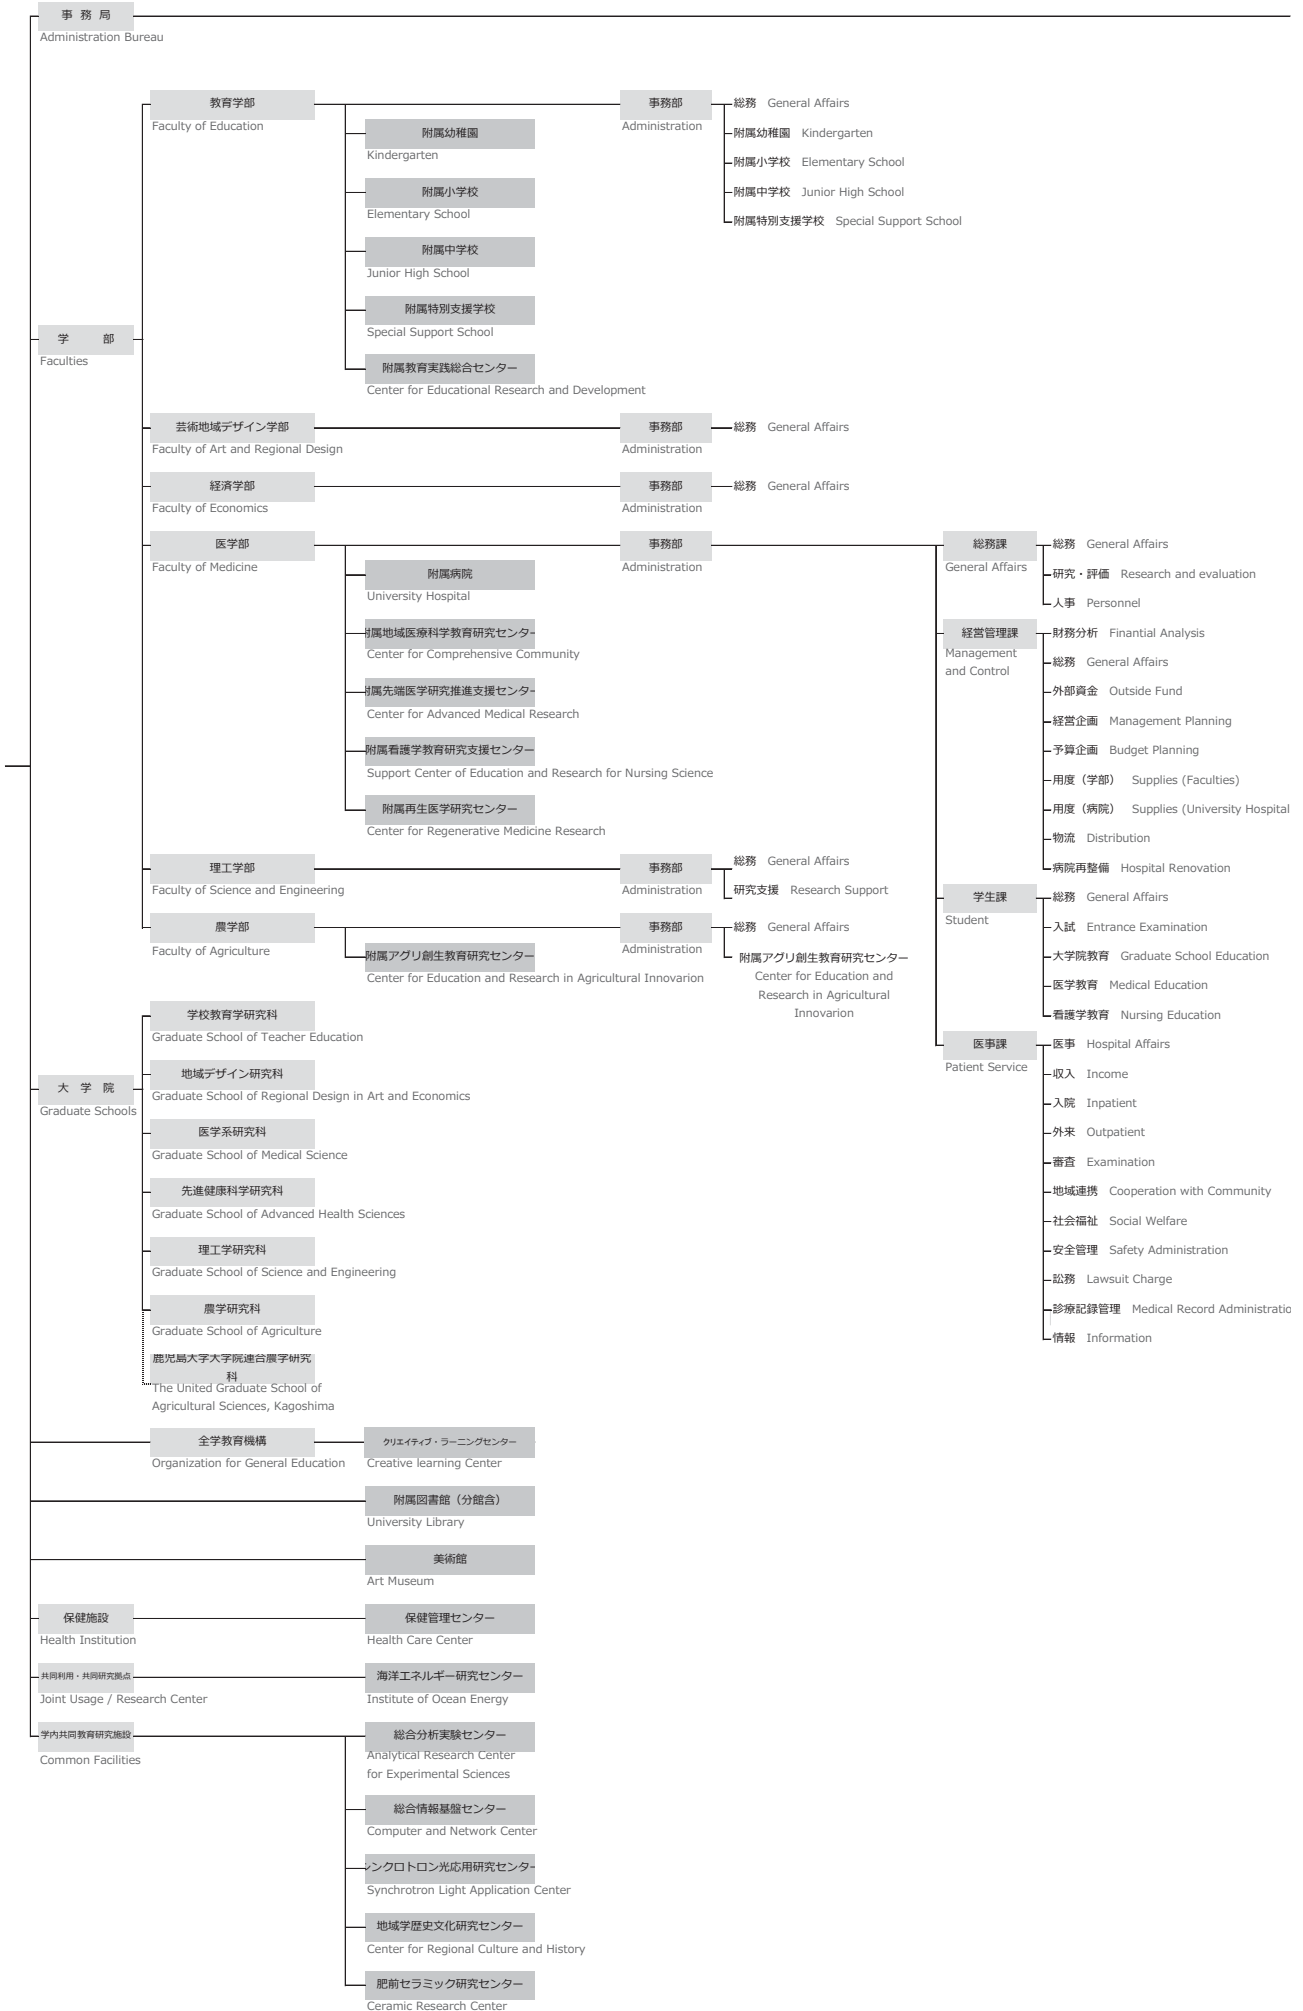 事 務 局
Administration Bureau
教育学部
Faculty of Education
事務部
Administration
総務 General Affairs
附属幼稚園 Kindergarten
附属小学校 Elementary School
附属中学校 Junior High School
附属特別支援学校 Special Support School
附属幼稚園
Kindergarten
附属小学校
Elementary School
附属中学校
Junior High School
附属特別支援学校
Special Support School
附属教育実践総合センター
Center for Educational Research and Development
学 部
Faculties
芸術地域デザイン学部
Faculty of Art and Regional Design
事務部
Administration
総務 General Affairs
経済学部
Faculty of Economics
事務部
Administration
総務 General Affairs
医学部
Faculty of Medicine
事務部
Administration
附属病院
University Hospital
附属地域医療科学教育研究センター
Center for Comprehensive Community
附属先端医学研究推進支援センター
Center for Advanced Medical Research
附属看護学教育研究支援センター
Support Center of Education and Research for Nursing Science
附属再生医学研究センター
Center for Regenerative Medicine Research
総務課
General Affairs
総務 General Affairs
研究・評価 Research and evaluation
人事 Personnel
経営管理課
Management
and Control
財務分析 Finantial Analysis
総務 General Affairs
外部資金 Outside Fund
経営企画 Management Planning
予算企画 Budget Planning
用度（学部） Supplies (Faculties)
用度（病院） Supplies (University Hospital
物流 Distribution
病院再整備 Hospital Renovation
学生課
Student
総務 General Affairs
入試 Entrance Examination
大学院教育 Graduate School Education
医学教育 Medical Education
看護学教育 Nursing Education
医事課
Patient Service
医事 Hospital Affairs
収入 Income
入院 Inpatient
外来 Outpatient
審査 Examination
地域連携 Cooperation with Community
社会福祉 Social Welfare
安全管理 Safety Administration
訟務 Lawsuit Charge
診療記録管理 Medical Record Administratio
情報 Information
理工学部
Faculty of Science and Engineering
事務部
Administration
総務 General Affairs
研究支援 Research Support
農学部
Faculty of Agriculture
附属アグリ創生教育研究センター
Center for Education and Research in Agricultural Innovarion
事務部
Administration
総務 General Affairs
附属アグリ創生教育研究センター
Center for Education and
Research in Agricultural
Innovarion
大 学 院
Graduate Schools
学校教育学研究科
Graduate School of Teacher Education
地域デザイン研究科
Graduate School of Regional Design in Art and Economics
医学系研究科
Graduate School of Medical Science
先進健康科学研究科
Graduate School of Advanced Health Sciences
理工学研究科
Graduate School of Science and Engineering
農学研究科
Graduate School of Agriculture
鹿児島大学大学院連合農学研究
科
The United Graduate School of
Agricultural Sciences, Kagoshima
全学教育機構
Organization for General Education
クリエイティブ・ラーニングセンター
Creative learning Center
附属図書館（分館含）
University Library
美術館
Art Museum
保健施設
Health Institution
保健管理センター
Health Care Center
共同利用・共同研究拠点
Joint Usage / Research Center
海洋エネルギー研究センター
Institute of Ocean Energy
学内共同教育研究施設
Common Facilities
総合分析実験センター
Analytical Research Center
for Experimental Sciences
総合情報基盤センター
Computer and Network Center
シンクロトロン光応用研究センター
Synchrotron Light Application Center
地域学歴史文化研究センター
Center for Regional Culture and History
肥前セラミック研究センター
Ceramic Research Center